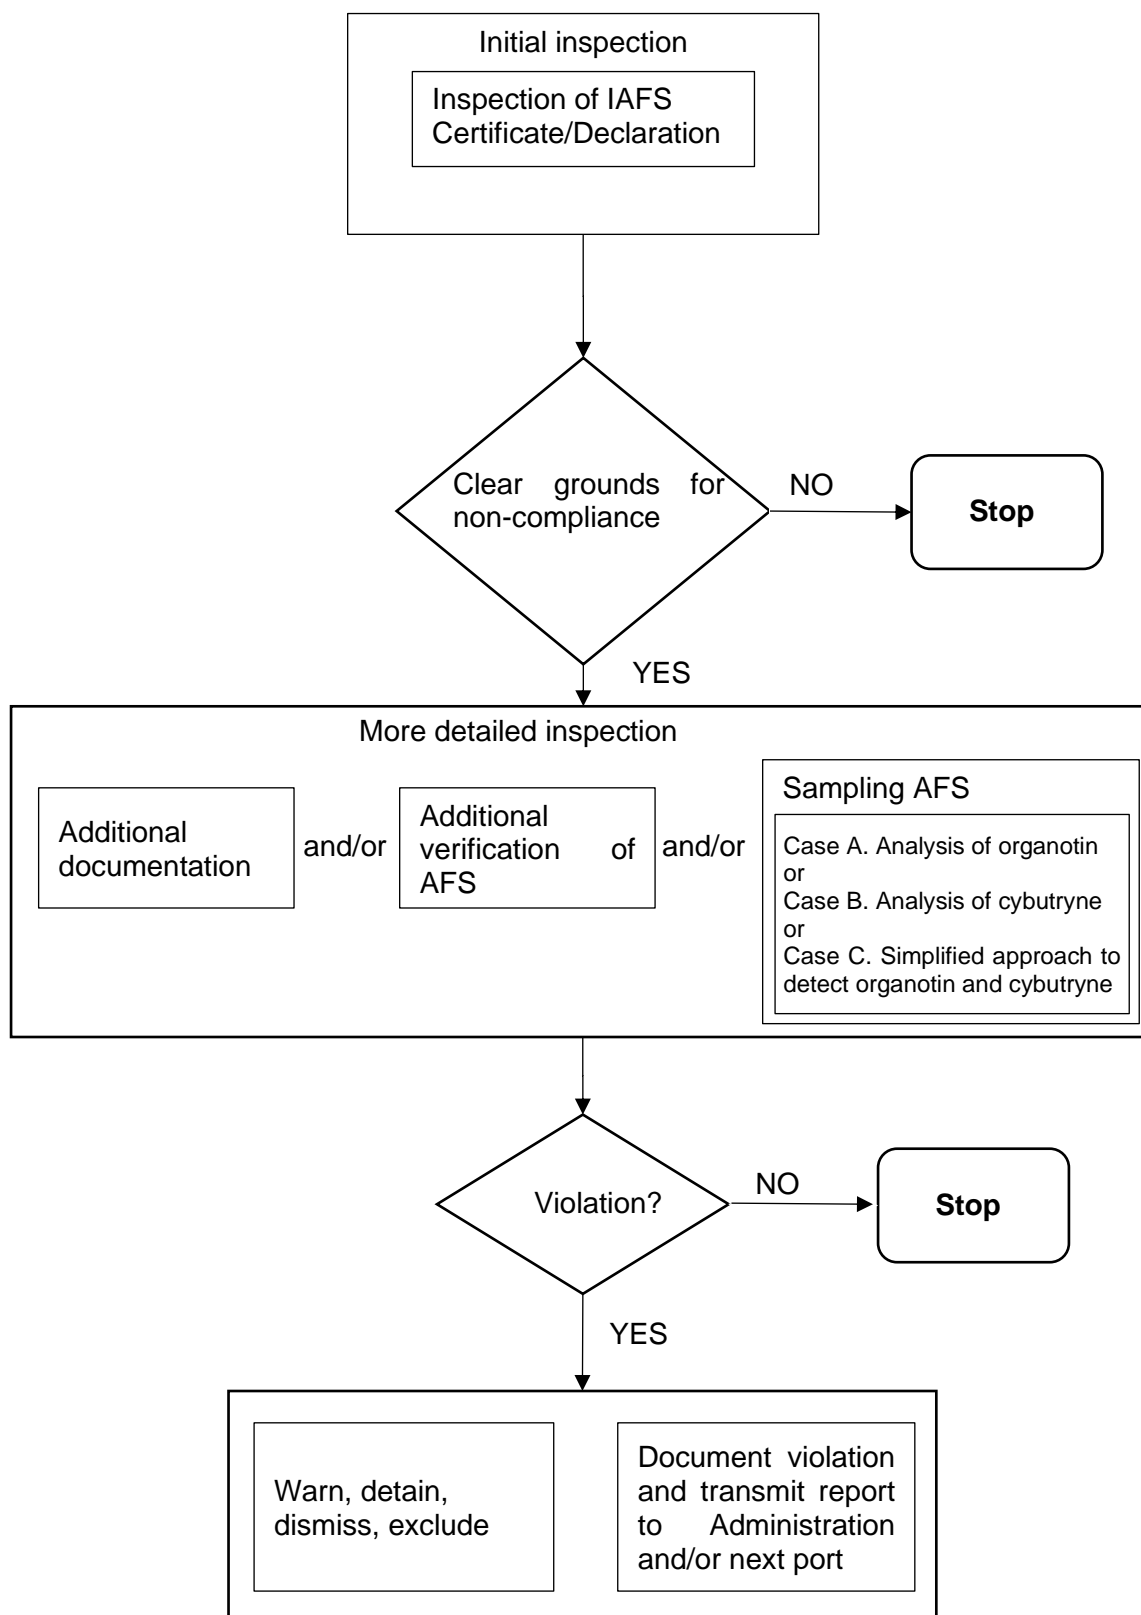 Initial inspection
Inspection of IAFS
Certificate/Declaration
Clear grounds for
non-compliance
NO
Stop
YES
More detailed inspection
Additional
documentation
and/or
Additional
verification of
AFS
and/or
Sampling AFS
Case A. Analysis of organotin
or
Case B. Analysis of cybutryne
or
Case C. Simplified approach to
detect organotin and cybutryne
Violation?
NO
Stop
YES
Warn, detain,
dismiss, exclude
Document violation
and transmit report
to Administration
and/or next port